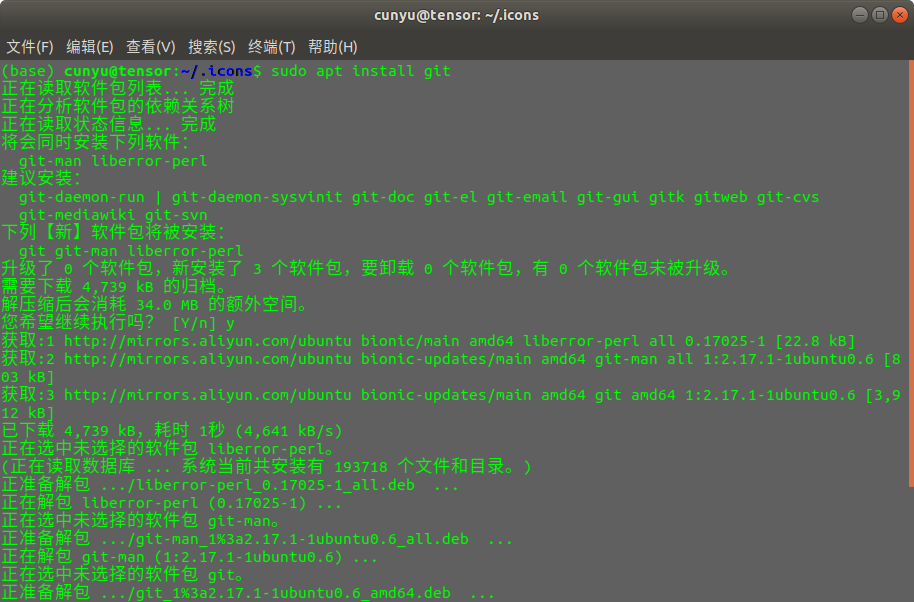 cunyu@tensor: ~/.icons
文件(F) 编辑(E) 查看(V) 搜索(S) 终端(T) 帮助(H)
(base) cunyu@tensor:~/.icons$ sudo apt install git
正在读取软件包列表... 完成
正在分析软件包的依赖关系树
正在读取状态信息... 完成
将会同时安装下列软件：
  git-man liberror-perl
建议安装：
  git-daemon-run | git-daemon-sysvinit git-doc git-el git-email git-gui gitk gitweb git-cvs
  git-mediawiki git-svn
下列【新】软件包将被安装：
  git git-man liberror-perl
升级了 0 个软件包，新安装了 3 个软件包，要卸载 0 个软件包，有 0 个软件包未被升级。
需要下载 4,739 kB 的归档。
解压缩后会消耗 34.0 MB 的额外空间。
您希望继续执行吗？ [Y/n] y
获取:1 http://mirrors.aliyun.com/ubuntu bionic/main amd64 liberror-perl all 0.17025-1 [22.8 kB]
获取:2 http://mirrors.aliyun.com/ubuntu bionic-updates/main amd64 git-man all 1:2.17.1-1ubuntu0.6 [8
03 kB]
获取:3 http://mirrors.aliyun.com/ubuntu bionic-updates/main amd64 git amd64 1:2.17.1-1ubuntu0.6 [3,9
12 kB]
已下载 4,739 kB，耗时 1秒 (4,641 kB/s)
正在选中未选择的软件包 liberror-perl。
(正在读取数据库 ... 系统当前共安装有 193718 个文件和目录。)
正准备解包 .../liberror-perl_0.17025-1_all.deb  ...
正在解包 liberror-perl (0.17025-1) ...
正在选中未选择的软件包 git-man。
正准备解包 .../git-man_1%3a2.17.1-1ubuntu0.6_all.deb  ...
正在解包 git-man (1:2.17.1-1ubuntu0.6) ...
正在选中未选择的软件包 git。
正准备解包 .../git_1%3a2.17.1-1ubuntu0.6_amd64.deb  ...